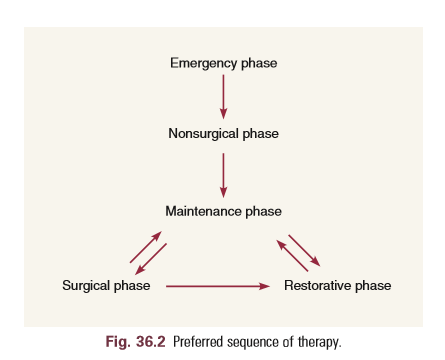 Emergency phase
Nonsurgical phase
Maintenance phase
Surgical phase
Restorative phase
Fig. 36.2 Preferred sequence of therapy.